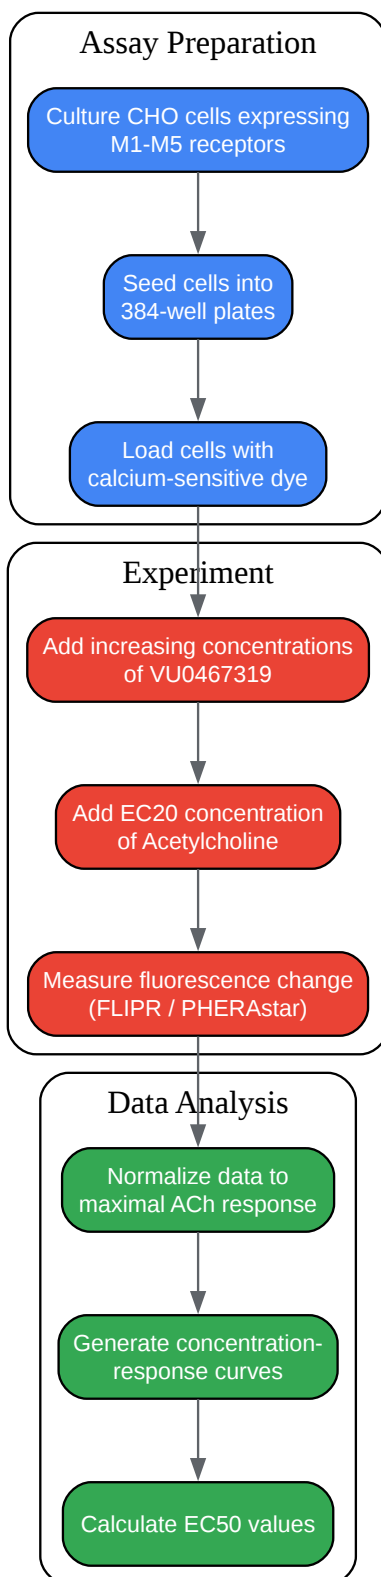 Assay Preparation
Culture CHO cells expressing
M1-M5 receptors
Seed cells into
384-well plates
Load cells with
calcium-sensitive dye
Experiment
Add increasing concentrations
of VU0467319
Add EC20 concentration
of Acetylcholine
Measure fluorescence change
(FLIPR / PHERAstar)
Data Analysis
Normalize data to
maximal ACh response
Generate concentration-
response curves
Calculate EC50 values